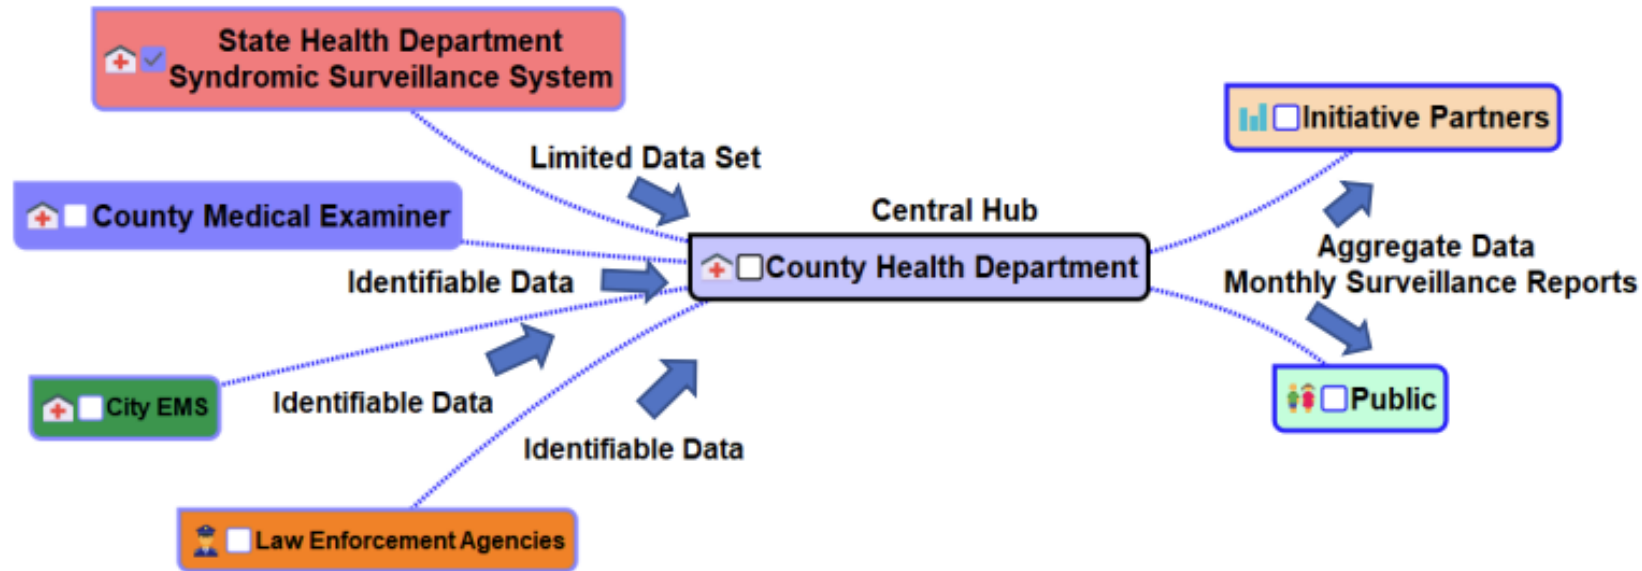 State Health Department
Syndromic Surveillance System
Limited Data Set
Initiative Partners
County Medical Examiner
Central Hub
County Health Department
Identifiable Data
Aggregate Data
Monthly Surveillance Reports
City EMS
Identifiable Data
Public
Identifiable Data
Law Enforcement Agencies